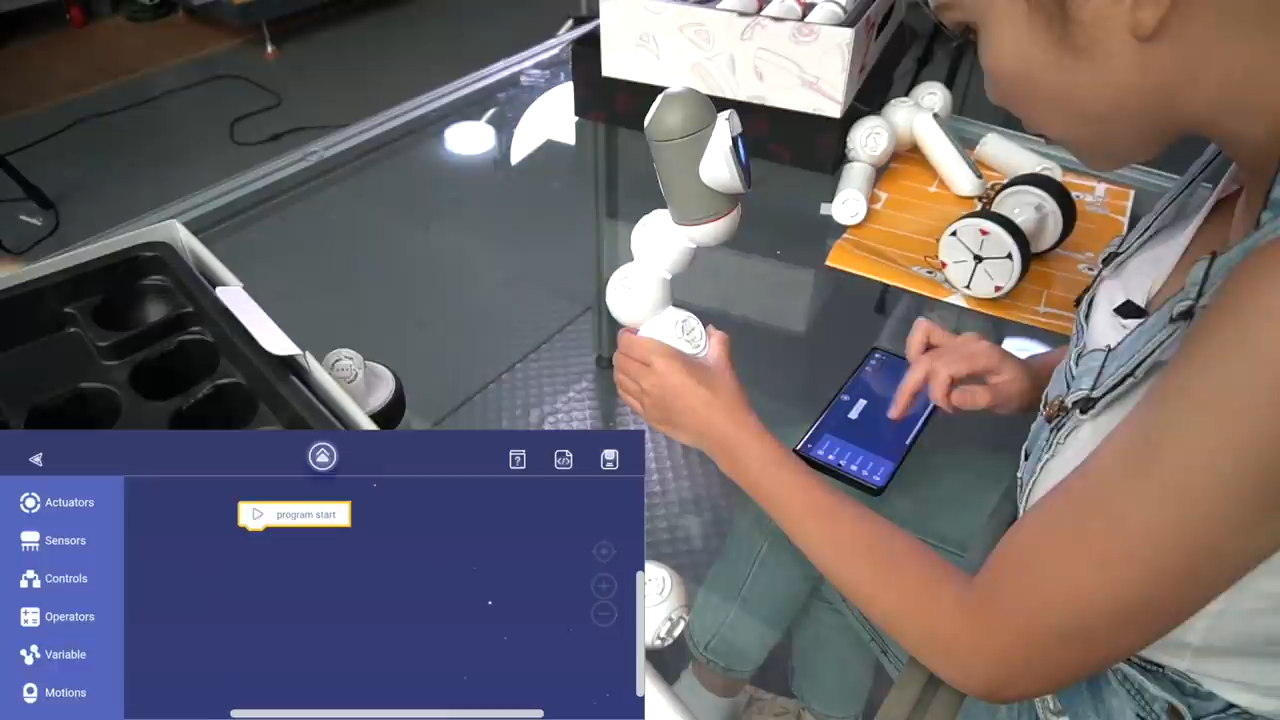 ?
</>
program start
Actuators
Sensors
Controls
Operators
Variable
Motions